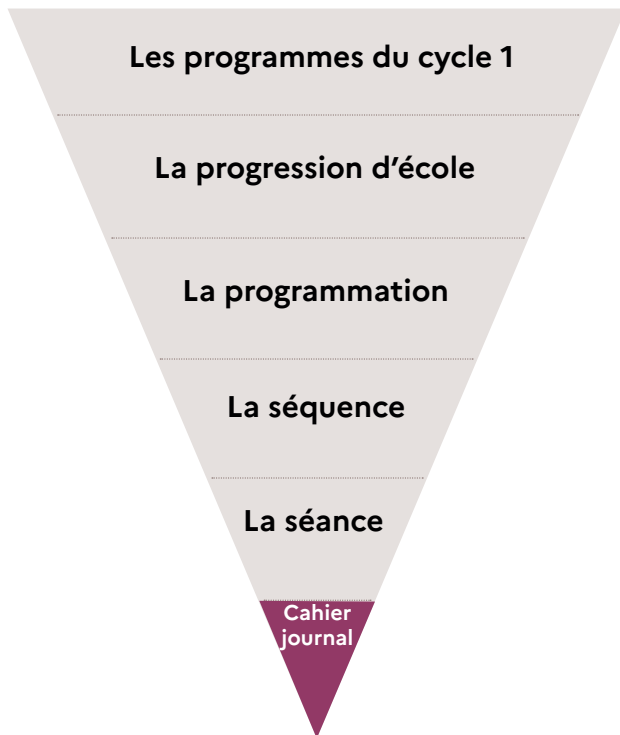 Les programmes du cycle 1
La progression d'école
La programmation
La séquence
La séance
Cahier
journal